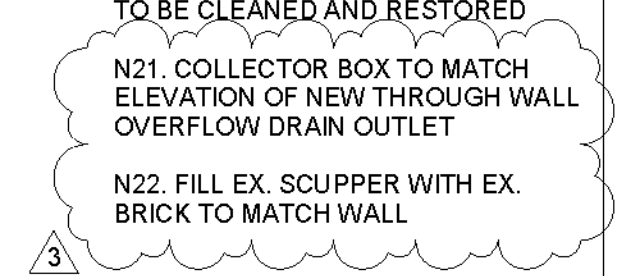 TO BE CLEANED AND RESTORED
N21. COLLECTOR BOX TO MATCH
ELEVATION OF NEW THROUGH WALL
OVERFLOW DRAIN OUTLET
N22. FILL EX. SCUPPER WITH EX.
BRICK TO MATCH WALL
3